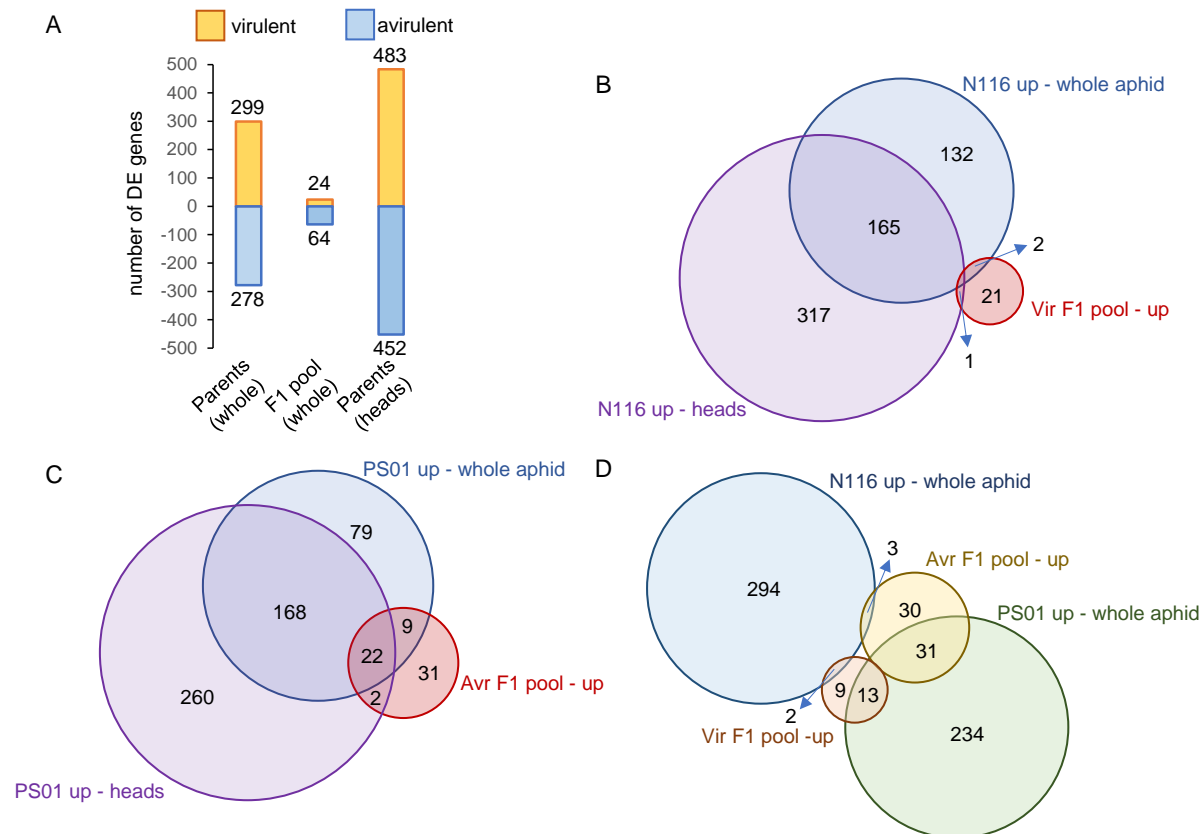 A
virulent
avirulent
number of DE genes
500
400
300
200
100
0
-100
-200
-300
-400
-500
299
278
24
64
483
452
Parents
(whole)
F1 pool
(whole)
Parents
(heads)
B
N116 up - whole aphid
132
165
2
21
Vir F1 pool - up
317
1
N116 up - heads
C
PS01 up - whole aphid
79
168
9
22
31
Avr F1 pool - up
2
260
PS01 up - heads
D
N116 up - whole aphid
3
Avr F1 pool - up
294
30
PS01 up - whole aphid
31
9
13
2
Vir F1 pool -up
234